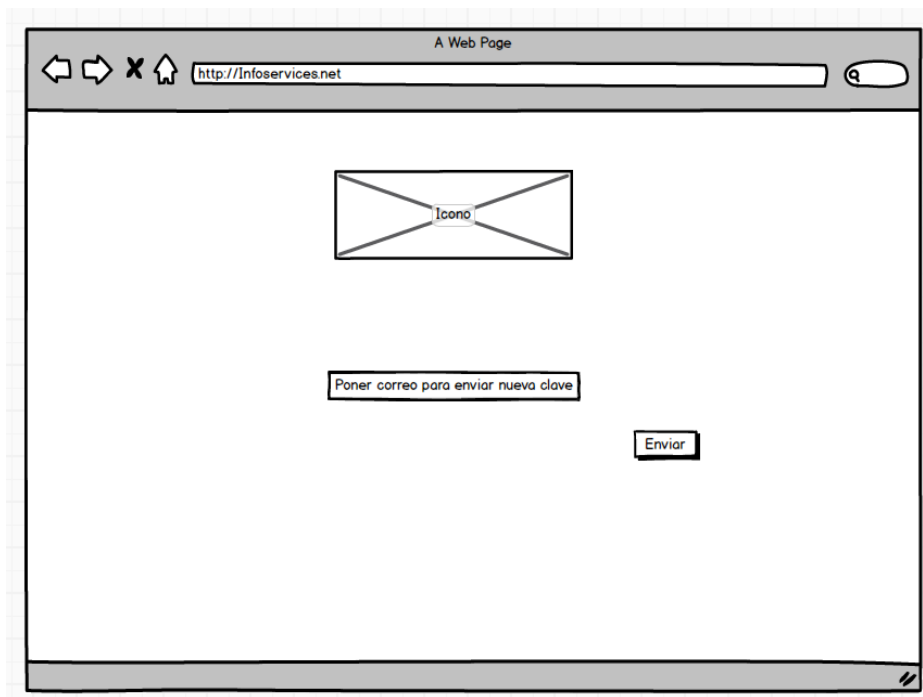 A Web Page
http://Infoservices.net
Icono
Poner correo para enviar nueva clave
Enviar